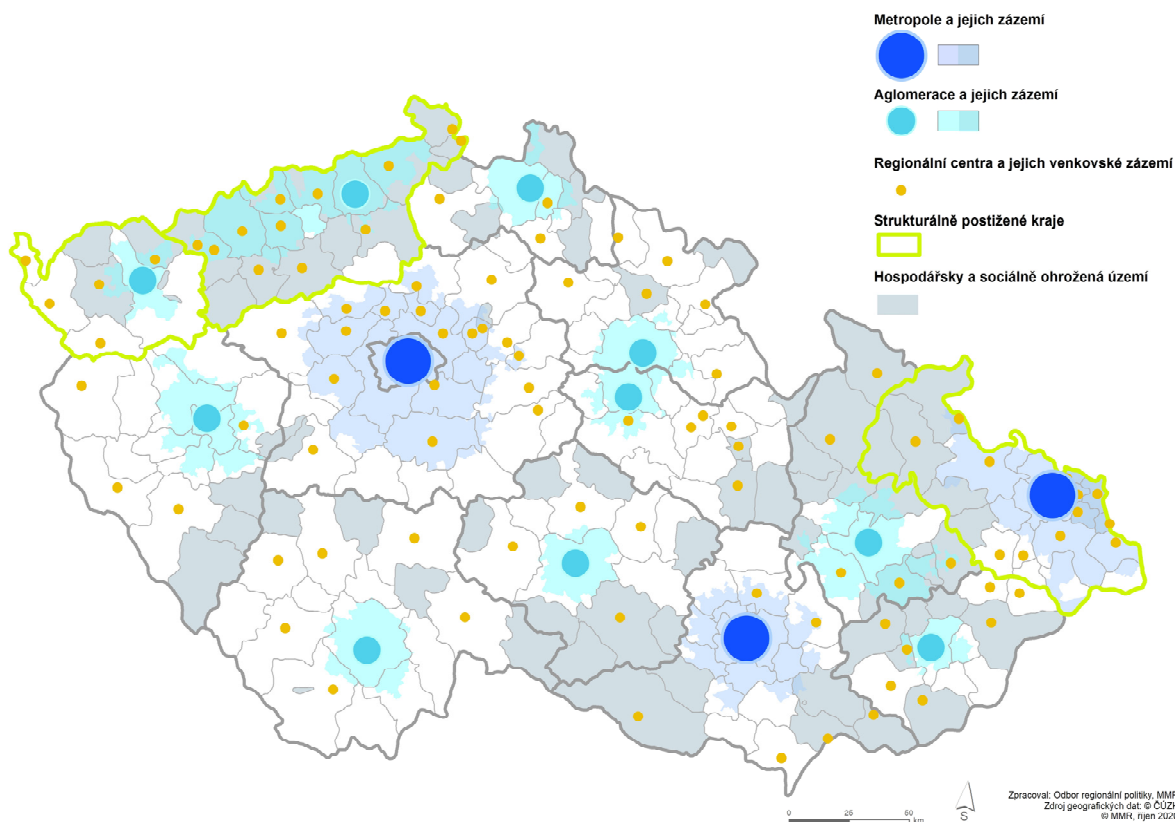 Metropole a jejich zázemí
Aglomerace a jejich zázemí
Regionální centra a jejich venkovské zázemí
Strukturálně postižené kraje
Hospodářsky a sociálně ohrožená území
0 25 50
km
S
Zpracoval: Odbor regionální politiky, MMR
Zdroj geografických dat: © ČÚZK
© MMR, říjen 202